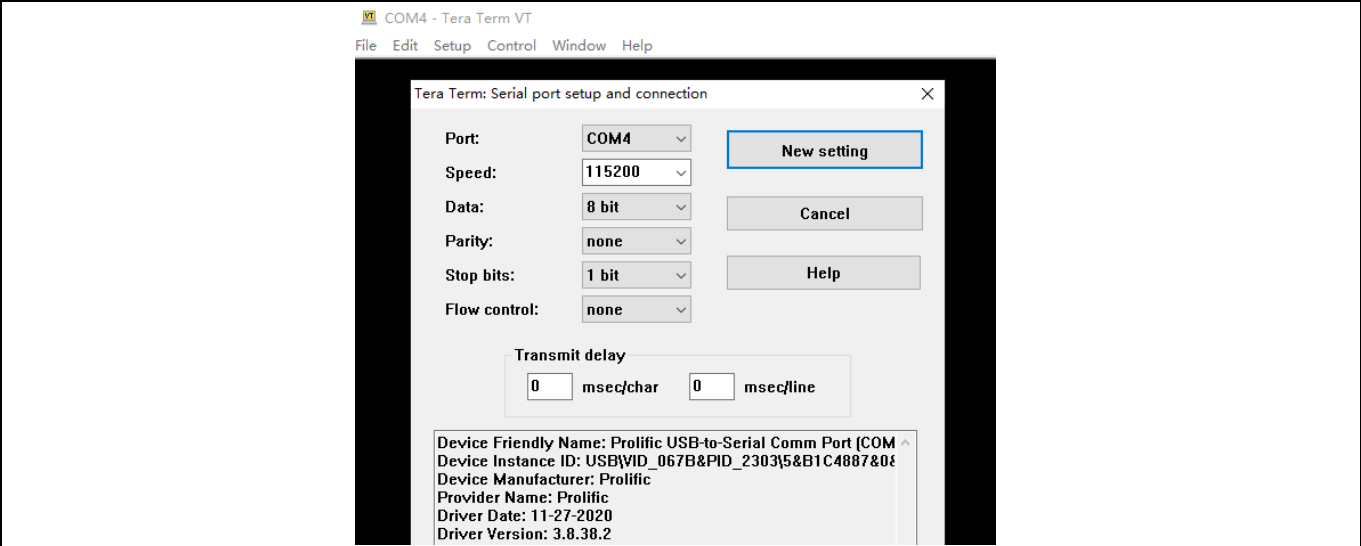 VT COM4 - Tera Term VT
File Edit Setup Control Window Help
Tera Term: Serial port setup and connection
Port: COM4 New setting
Speed: 115200
Data: 8 bit Cancel
Parity: none
Stop bits: 1 bit Help
Flow control: none
Transmit delay
0 msec/char 0 msec/line
Device Friendly Name: Prolific USB-to-Serial Comm Port (COM
Device Instance ID: USB\VID_067B&PID_2303\5&B1C4887&0&
Device Manufacturer: Prolific
Provider Name: Prolific
Driver Date: 11-27-2020
Driver Version: 3.8.38.2